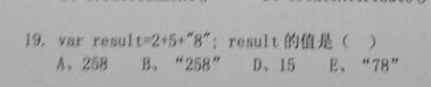 19. var result=2+5+"8"; result 的值是（ ）
A、258 B、“258” D、15 E、“78”